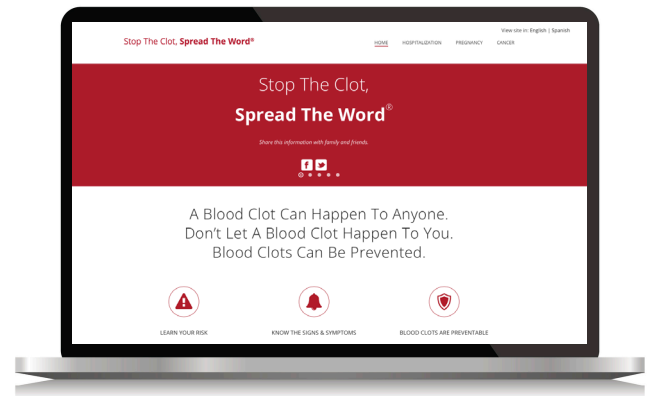 View site in: English | Spanish
Stop The Clot, Spread The Word®
HOME HOSPITALIZATION PREGNANCY CANCER
Stop The Clot,
Spread The Word®
Share this information with family and friends.
A Blood Clot Can Happen To Anyone.
Don't Let A Blood Clot Happen To You.
Blood Clots Can Be Prevented.
LEARN YOUR RISK
KNOW THE SIGNS & SYMPTOMS
BLOOD CLOTS ARE PREVENTABLE